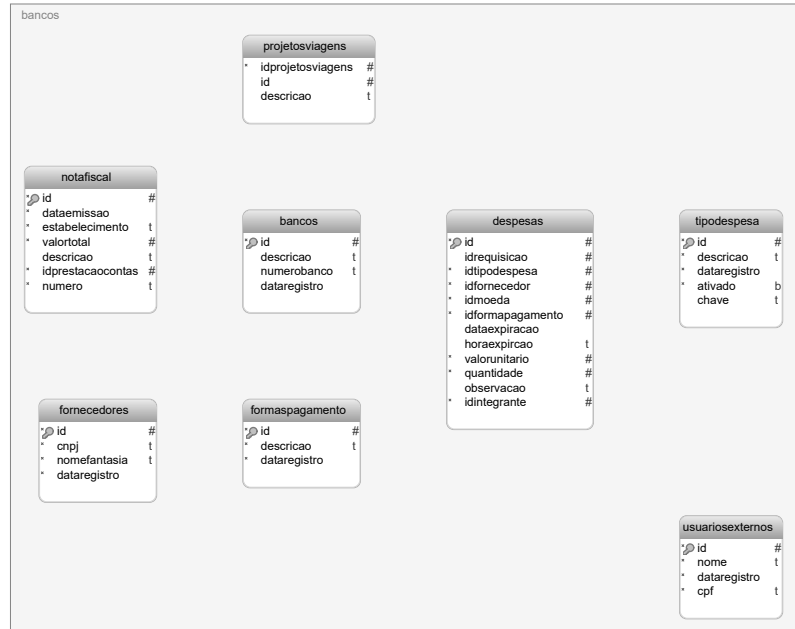 bancos
projetosviagens
* idprojetosviagens #
id #
descricao t
notafiscal
* id #
* dataemissao
* estabelecimento t
* valortotal #
descricao t
* idprestacaocontas #
* numero t
bancos
* id #
descricao t
numerobanco t
dataregistro
despesas
* id #
idrequisicao #
* idtipodespesa #
* idfornecedor #
* idmoeda #
* idformapagamento #
dataexpiracao
horaexpircao t
* valorunitario #
* quantidade #
observacao t
* idintegrante #
tipodespesa
* id #
* descricao t
* dataregistro
* ativado b
chave t
fornecedores
* id #
* cnpj t
* nomefantasia t
* dataregistro
formaspagamento
* id #
* descricao t
* dataregistro
usuariosexternos
* id #
* nome t
* dataregistro
* cpf t